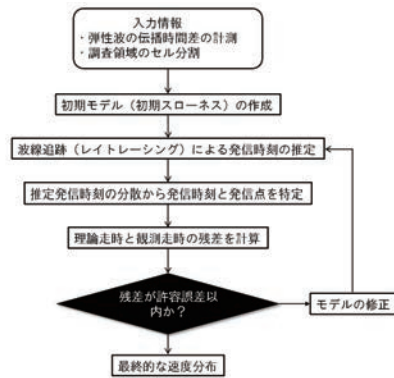 入力情報
・弾性波の伝播時間差の計測
・調査領域のセル分割
初期モデル（初期スローネス）の作成
波線追跡（レイトレーシング）による発信時刻の推定
推定発信時刻の分散から発信時刻と発信点を特定
理論走時と観測走時の残差を計算
残差が許容誤差以
内か？
モデルの修正
最終的な速度分布